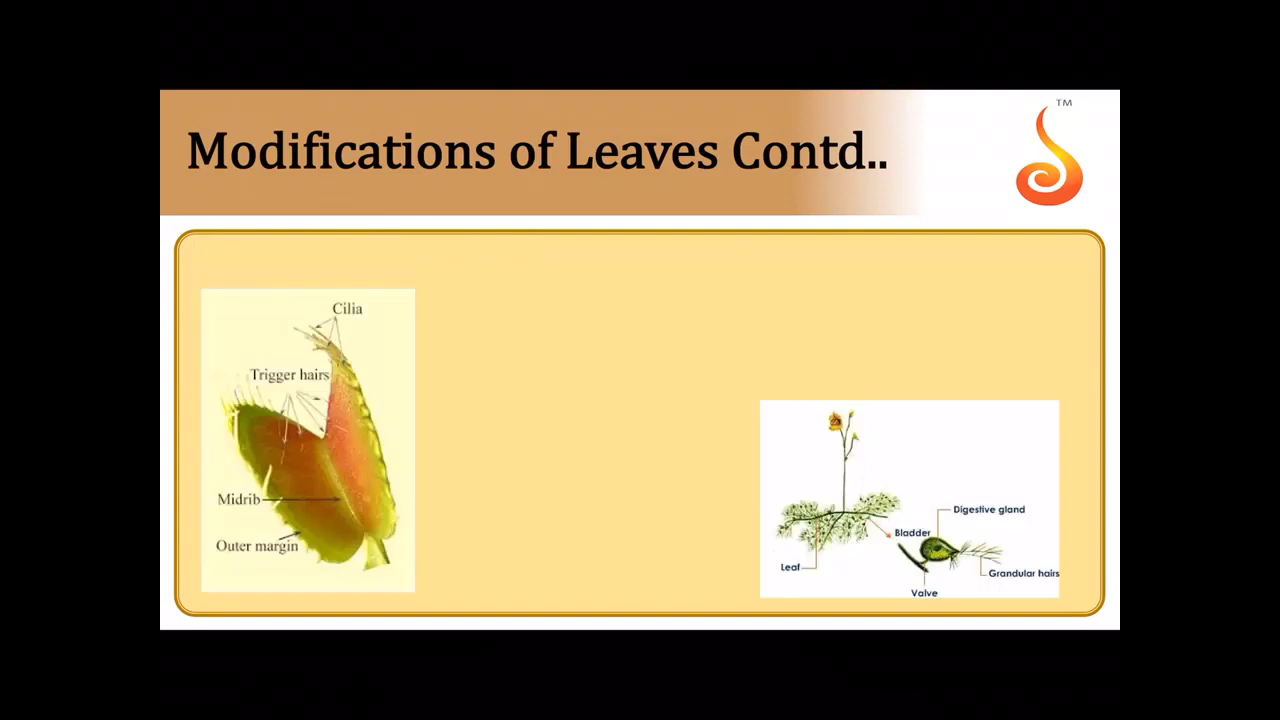 Modifications of Leaves Contd..
TM
Cilia
Trigger hairs
Midrib
Outer margin
Digestive gland
Bladder
Leaf
Grandular hairs
Valve